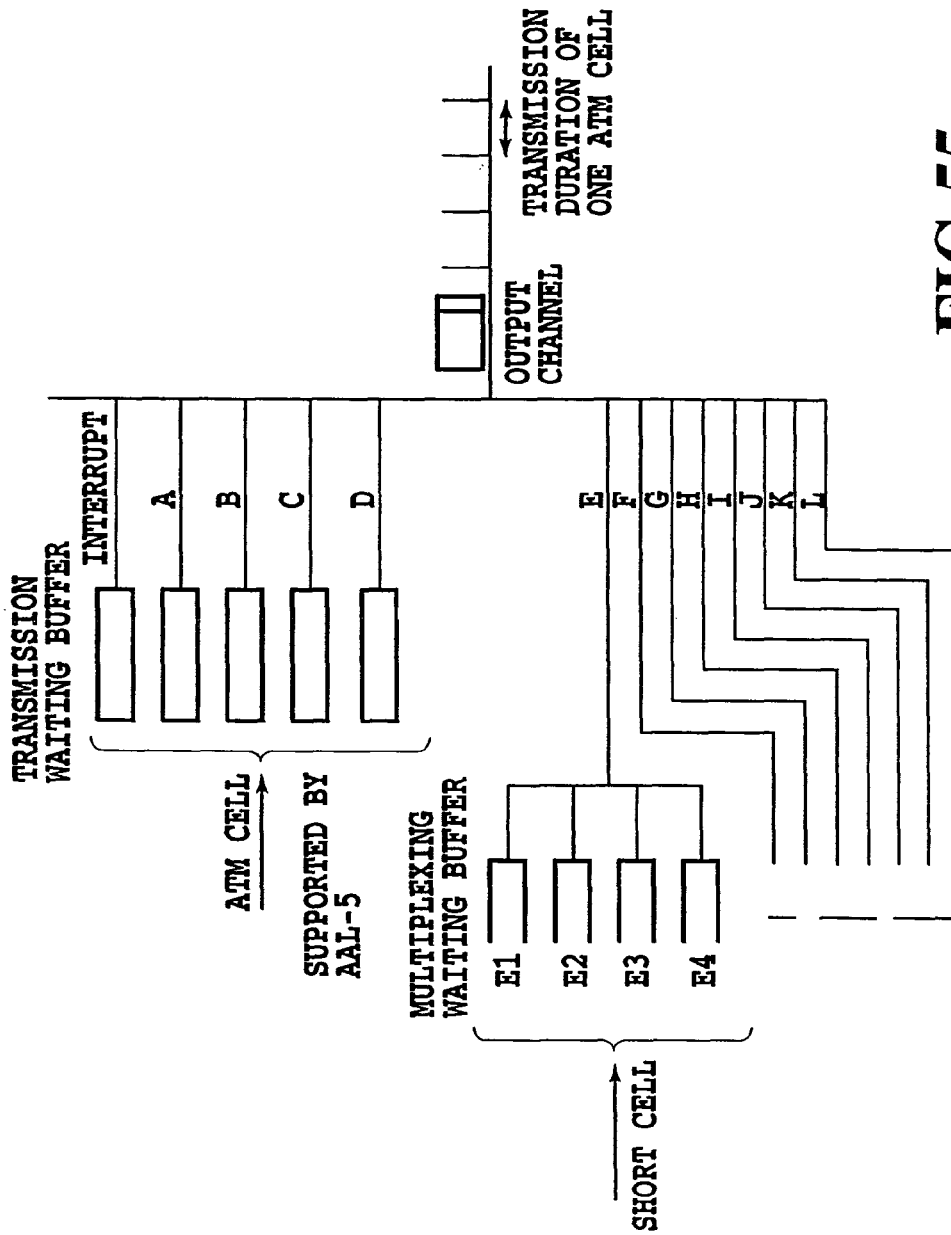 TRANSMISSION
WAITING BUFFER
INTERRUPT
A
B
C
D
ATM CELL
SUPPORTED BY
AAL-5
OUTPUT
CHANNEL
TRANSMISSION
DURATION OF
ONE ATM CELL
MULTIPLEXING
WAITING BUFFER
E1
E2
E3
E4
SHORT CELL
E
F
G
H
I
J
K
L